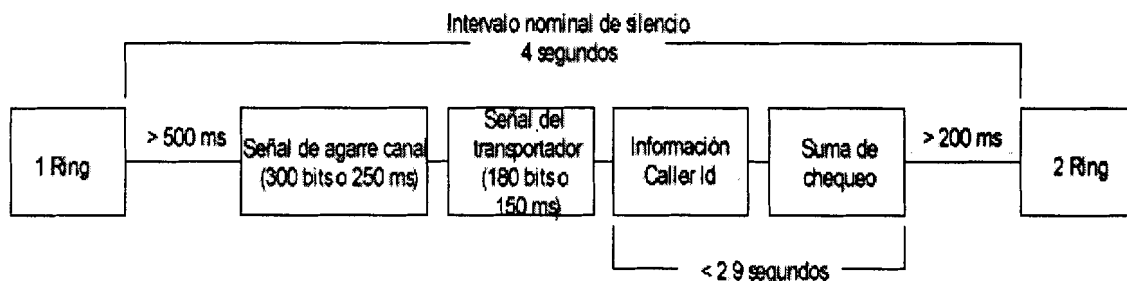 Intervalo nominal de silencio
4 segundos
1 Ring
> 500 ms
Señal de agarre canal
(300 bits o 250 ms)
Señal del
transportador
(180 bits o
150 ms)
Información
Caller Id
Suma de
chequeo
> 200 ms
2 Ring
< 2.9 segundos